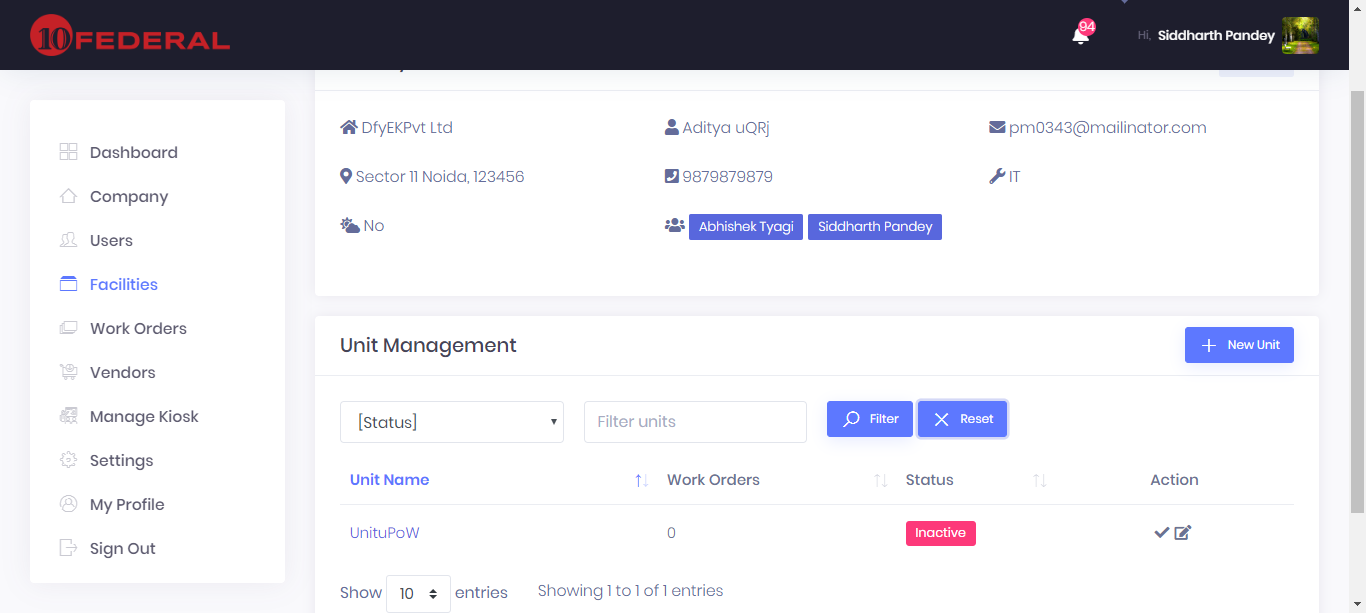 10 FEDERAL
94
Hi, Siddharth Pandey
Dashboard
Company
Users
Facilities
Work Orders
Vendors
Manage Kiosk
Settings
My Profile
Sign Out
DfyEKPvt Ltd
Aditya uQRj
pm0343@mailinator.com
Sector 11 Noida, 123456
9879879879
IT
No
Abhishek Tyagi
Siddharth Pandey
Unit Management
New Unit
[Status]
Filter units
Filter
Reset
Unit Name
Work Orders
Status
Action
UnituPoW
0
Inactive
Show 10 entries
Showing 1 to 1 of 1 entries